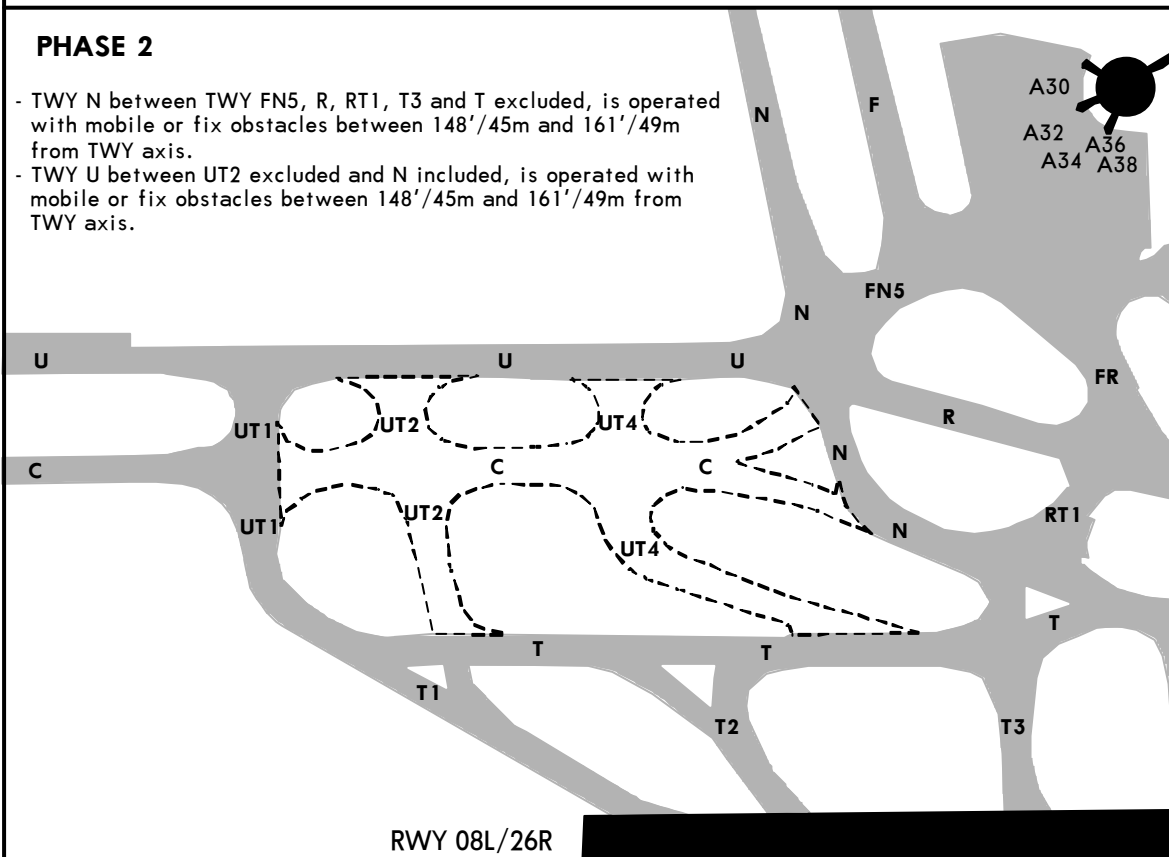 PHASE 2
- TWY N between TWY FN5, R, RT1, T3 and T excluded, is operated
with mobile or fix obstacles between 148'/45m and 161'/49m
from TWY axis.
- TWY U between UT2 excluded and N included, is operated with
mobile or fix obstacles between 148'/45m and 161'/49m from
TWY axis.
N
F
A30
A32
A36
A34
A38
FN5
N
U
U
U
FR
R
UT1
UT2
UT4
N
C
C
C
UT1
UT2
RT1
N
UT4
T
T
T
T1
T2
T3
RWY 08L/26R